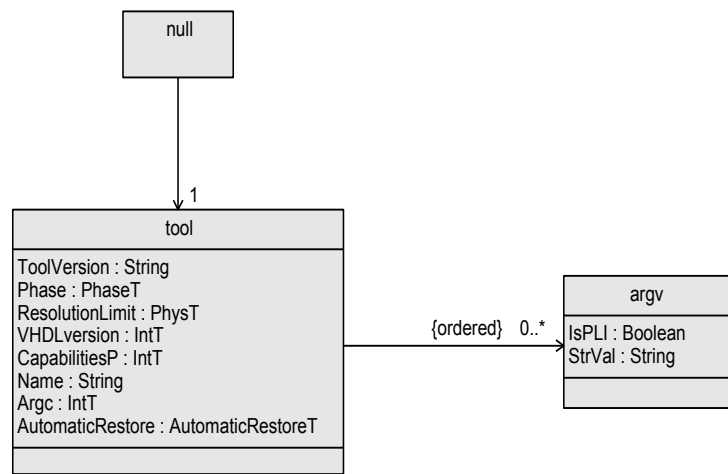 null
1
tool
ToolVersion : String
Phase : PhaseT
ResolutionLimit : PhysT
VHDLversion : IntT
CapabilitiesP : IntT
Name : String
Argc : IntT
AutomaticRestore : AutomaticRestoreT
{ordered} 0..*
argv
IsPLI : Boolean
StrVal : String